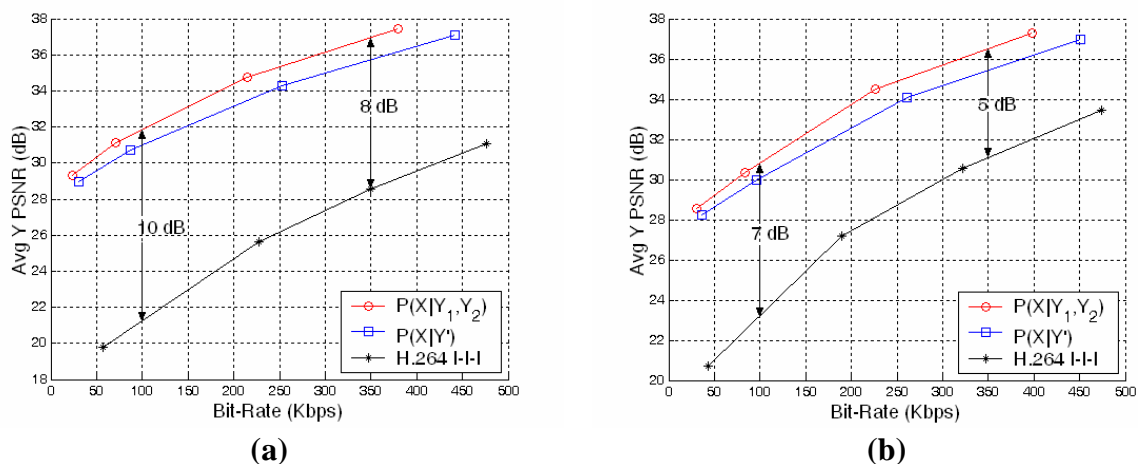 38
36
34
32
30
28
26
24
22
20
18
Avg Y PSNR (dB)
10 dB
8 dB
P(X|Y₁,Y₂)
P(X|Y')
H.264 I-I-I
0 50 100 150 200 250 300 350 400 450 500
Bit-Rate (Kbps)
(a)
38
36
34
32
30
28
26
24
22
20
Avg Y PSNR (dB)
7 dB
5 dB
P(X|Y₁,Y₂)
P(X|Y')
H.264 I-I-I
0 50 100 150 200 250 300 350 400 450 500
Bit-Rate (Kbps)
(b)